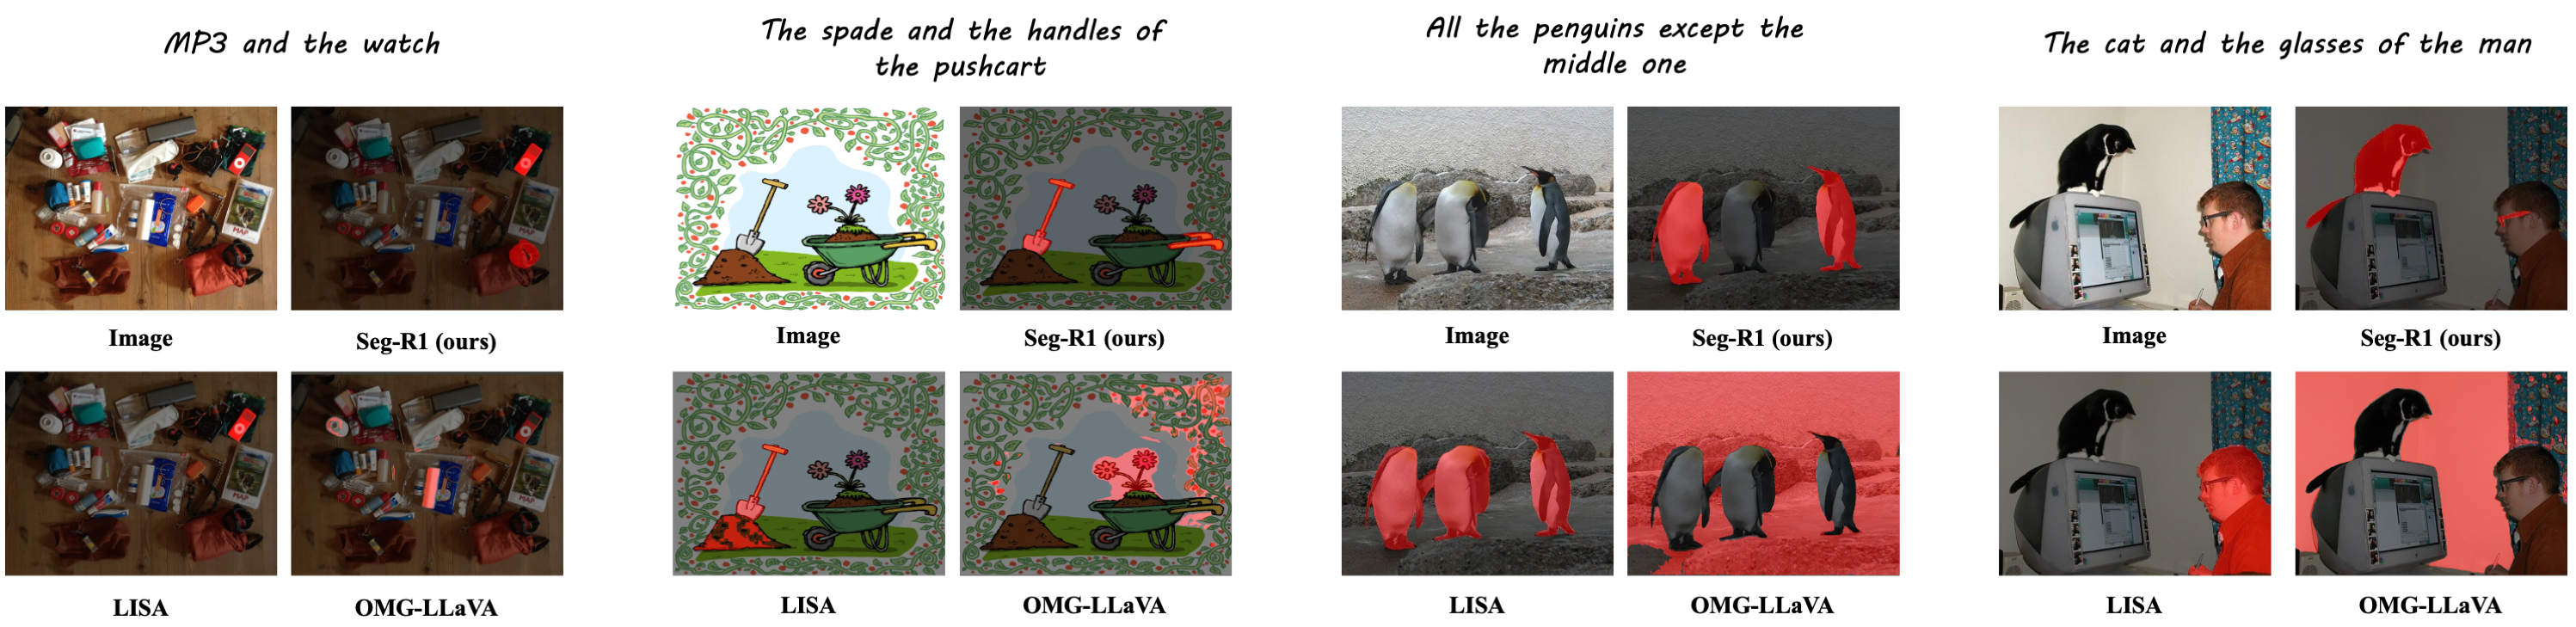 MP3 and the watch
Image
Seg-R1 (ours)
LISA
OMG-LLaVA
The spade and the handles of
the pushcart
Image
Seg-R1 (ours)
LISA
OMG-LLaVA
All the penguins except the
middle one
Image
Seg-R1 (ours)
LISA
OMG-LLaVA
The cat and the glasses of the man
Image
Seg-R1 (ours)
LISA
OMG-LLaVA
MAP